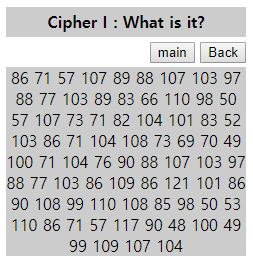 Cipher I : What is it?
main Back
86 71 57 107 89 88 107 103 97
88 77 103 89 83 66 110 98 50
57 107 73 71 82 104 101 83 52
103 86 71 104 108 73 69 70 49
100 71 104 76 90 88 107 103 97
88 77 103 86 109 86 121 101 86
90 108 99 110 108 85 98 50 53
110 86 71 57 117 90 48 100 49
99 109 107 104